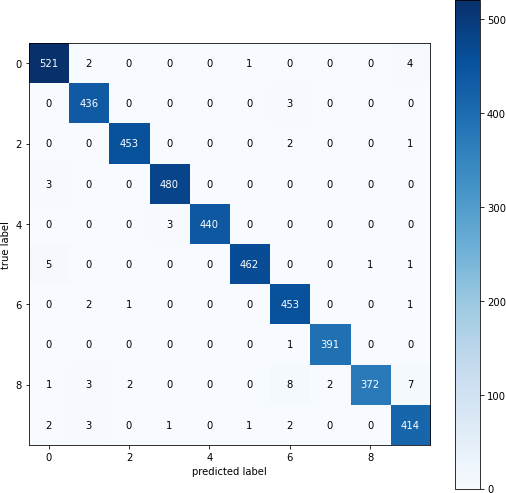 500
0 521 2 0 0 0 1 0 0 0 4
0 436 0 0 0 0 3 0 0 0
400
2 0 0 453 0 0 0 2 0 0 1
3 0 0 480 0 0 0 0 0 0
300
4 0 0 0 3 440 0 0 0 0 0
true label
5 0 0 0 0 462 0 0 1 1
200
6 0 2 1 0 0 0 453 0 0 1
0 0 0 0 0 0 1 391 0 0
100
8 1 3 2 0 0 0 8 2 372 7
2 3 0 1 0 1 2 0 0 414
0 2 4 6 8
predicted label
0